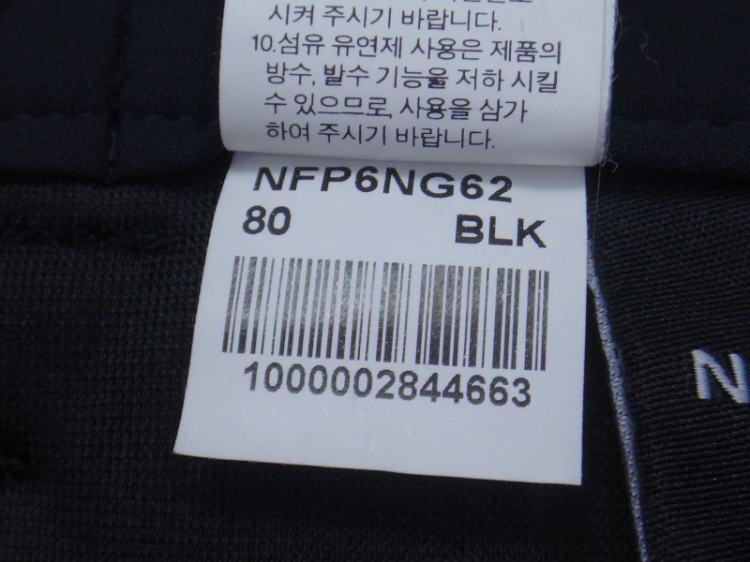 시켜 주시기 바랍니다.
10.섬유 유연제 사용은 제품의
방수, 발수 기능울 저하 시킬
수 있으므로, 사용을 삼가
하여 주시기 바랍니다.
NFP6NG62
80 BLK
1000002844663
N